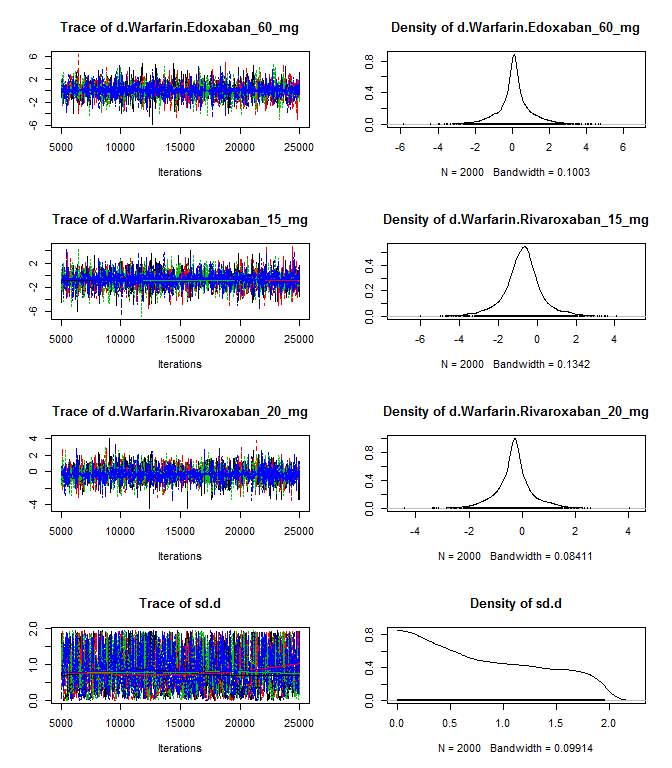 Trace of d.Warfarin.Edoxaban_60_mg
6
2
-2
-6
5000 10000 15000 20000 25000
Iterations
Density of d.Warfarin.Edoxaban_60_mg
0.8
0.4
0.0
-6 -4 -2 0 2 4 6
N = 2000 Bandwidth = 0.1003
Trace of d.Warfarin.Rivaroxaban_15_mg
2
-2
-6
5000 10000 15000 20000 25000
Iterations
Density of d.Warfarin.Rivaroxaban_15_mg
0.4
0.2
0.0
-6 -4 -2 0 2 4
N = 2000 Bandwidth = 0.1342
Trace of d.Warfarin.Rivaroxaban_20_mg
4
2
0
-4
5000 10000 15000 20000 25000
Iterations
Density of d.Warfarin.Rivaroxaban_20_mg
0.8
0.4
0.0
-4 -2 0 2 4
N = 2000 Bandwidth = 0.08411
Trace of sd.d
2.0
1.0
0.0
5000 10000 15000 20000 25000
Iterations
Density of sd.d
0.8
0.4
0.0
0.0 0.5 1.0 1.5 2.0
N = 2000 Bandwidth = 0.09914